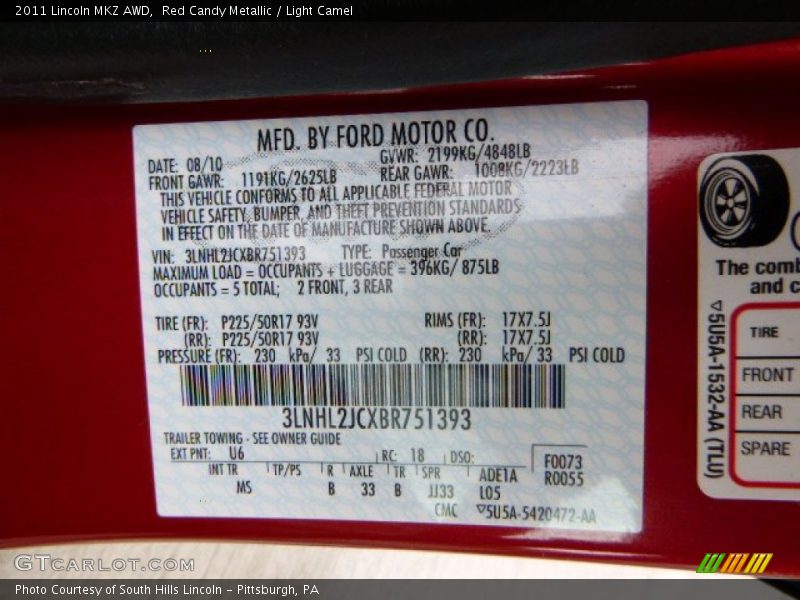 2011 Lincoln MKZ AWD,  Red Candy Metallic / Light Camel
MFD. BY FORD MOTOR CO.
DATE: 08/10 GVWR: 2199KG/4848LB
FRONT GAWR: 1191KG/2625LB REAR GAWR: 1008KG/2223LB
THIS VEHICLE CONFORMS TO ALL APPLICABLE FEDERAL MOTOR
VEHICLE SAFETY, BUMPER, AND THEFT PREVENTION STANDARDS
IN EFFECT ON THE DATE OF MANUFACTURE SHOWN ABOVE.
VIN: 3LNHL2JCXBR751393 TYPE: Passenger Car
MAXIMUM LOAD = OCCUPANTS + LUGGAGE = 396KG/ 875LB
OCCUPANTS = 5 TOTAL; 2 FRONT, 3 REAR
TIRE (FR): P225/50R17 93V RIMS (FR): 17X7.5J
(RR): P225/50R17 93V (RR): 17X7.5J
PRESSURE (FR): 230 kPa/ 33 PSI COLD (RR): 230 kPa/ 33 PSI COLD
3LNHL2JCXBR751393
TRAILER TOWING - SEE OWNER GUIDE
EXT PNT: U6 RC: 18 DSO: F0073
INT TR TP/PS R AXLE TR SPR ADE1A R0055
MS B 33 B JJ33 L05
CMC ▽5U5A-5420472-AA
The com
and c
▽5U5A-1532-AA (TLU)
TIRE
FRONT
REAR
SPARE
GTCARLOT.COM
Photo Courtesy of South Hills Lincoln - Pittsburgh, PA